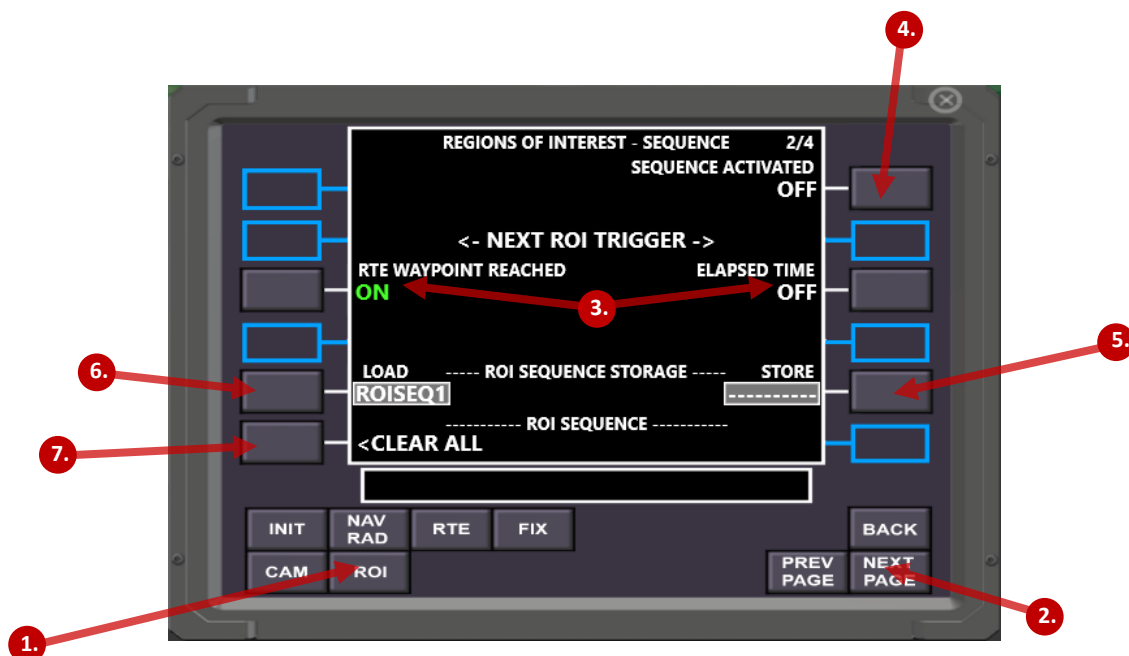 4.
REGIONS OF INTEREST - SEQUENCE 2/4
SEQUENCE ACTIVATED
OFF
<- NEXT ROI TRIGGER ->
RTE WAYPOINT REACHED ELAPSED TIME
ON OFF
3.
5.
6.
LOAD ----- ROI SEQUENCE STORAGE ----- STORE
ROISEQ1 ----------
----------- ROI SEQUENCE -----------
7.
<CLEAR ALL
INIT NAV RAD RTE FIX BACK
CAM ROI PREV PAGE NEXT PAGE
2.
1.